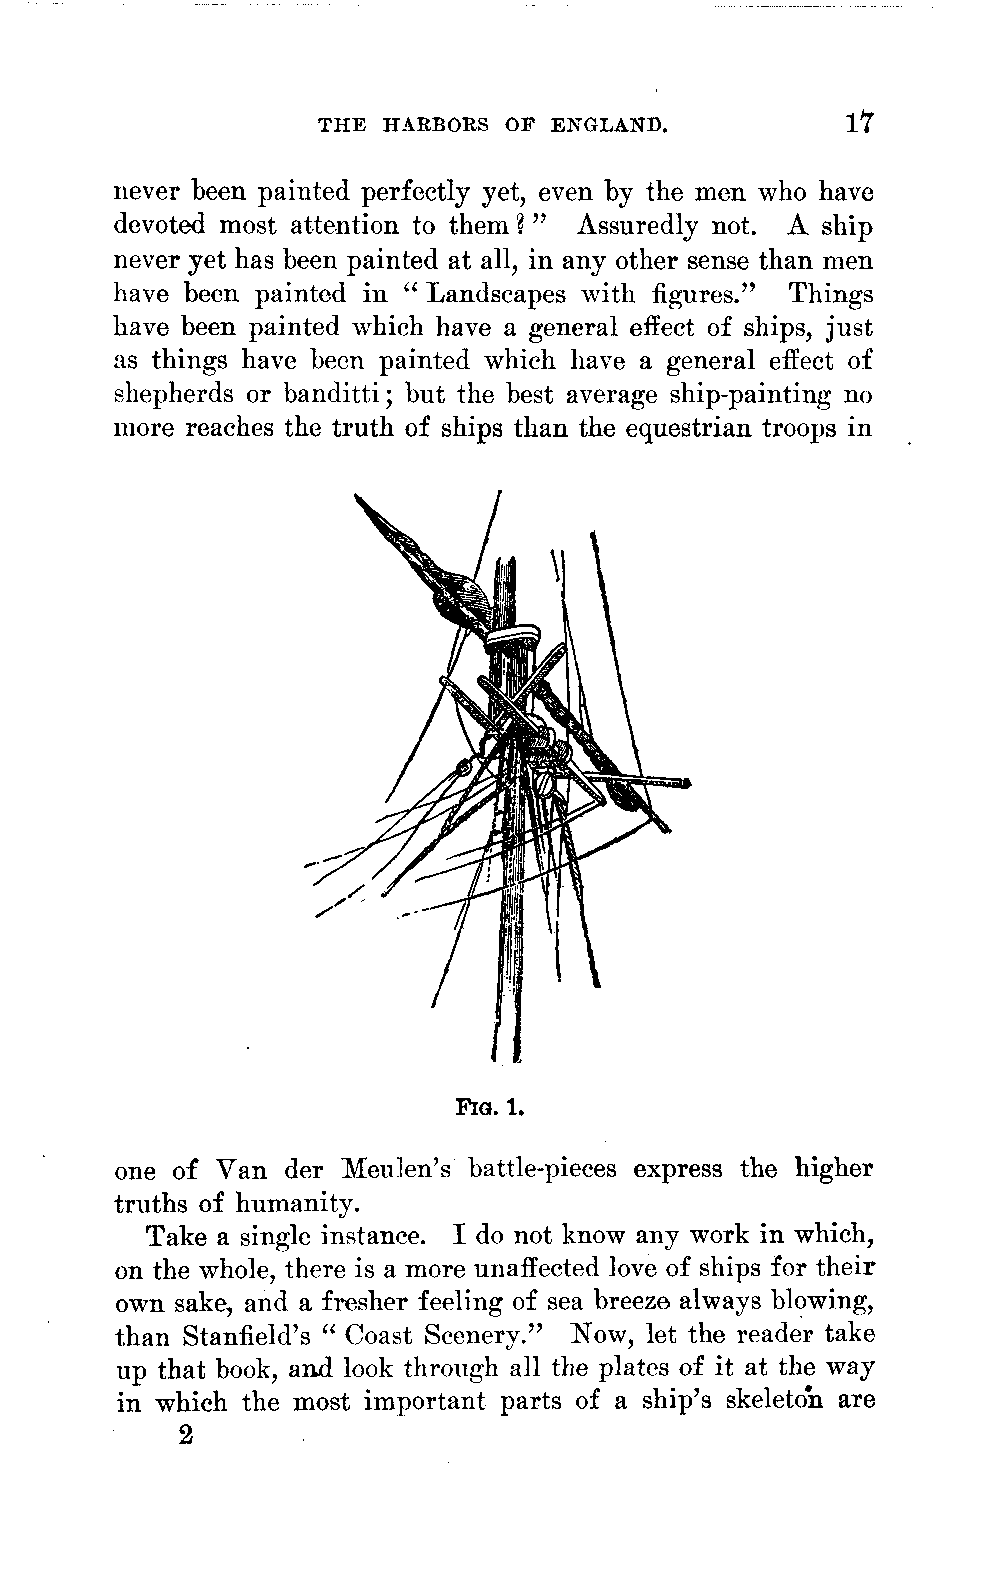 THE HARBORS OF ENGLAND. 17
never been painted perfectly yet, even by the men who have
devoted most attention to them?” Assuredly not. A ship
never yet has been painted at all, in any other sense than men
have been painted in “Landscapes with figures.” Things
have been painted which have a general effect of ships, just
as things have been painted which have a general effect of
shepherds or banditti; but the best average ship-painting no
more reaches the truth of ships than the equestrian troops in
FIG. 1.
one of Van der Meulen's battle-pieces express the higher
truths of humanity.
Take a single instance. I do not know any work in which,
on the whole, there is a more unaffected love of ships for their
own sake, and a fresher feeling of sea breeze always blowing,
than Stanfield's “Coast Scenery.” Now, let the reader take
up that book, and look through all the plates of it at the way
in which the most important parts of a ship's skeleton are
2